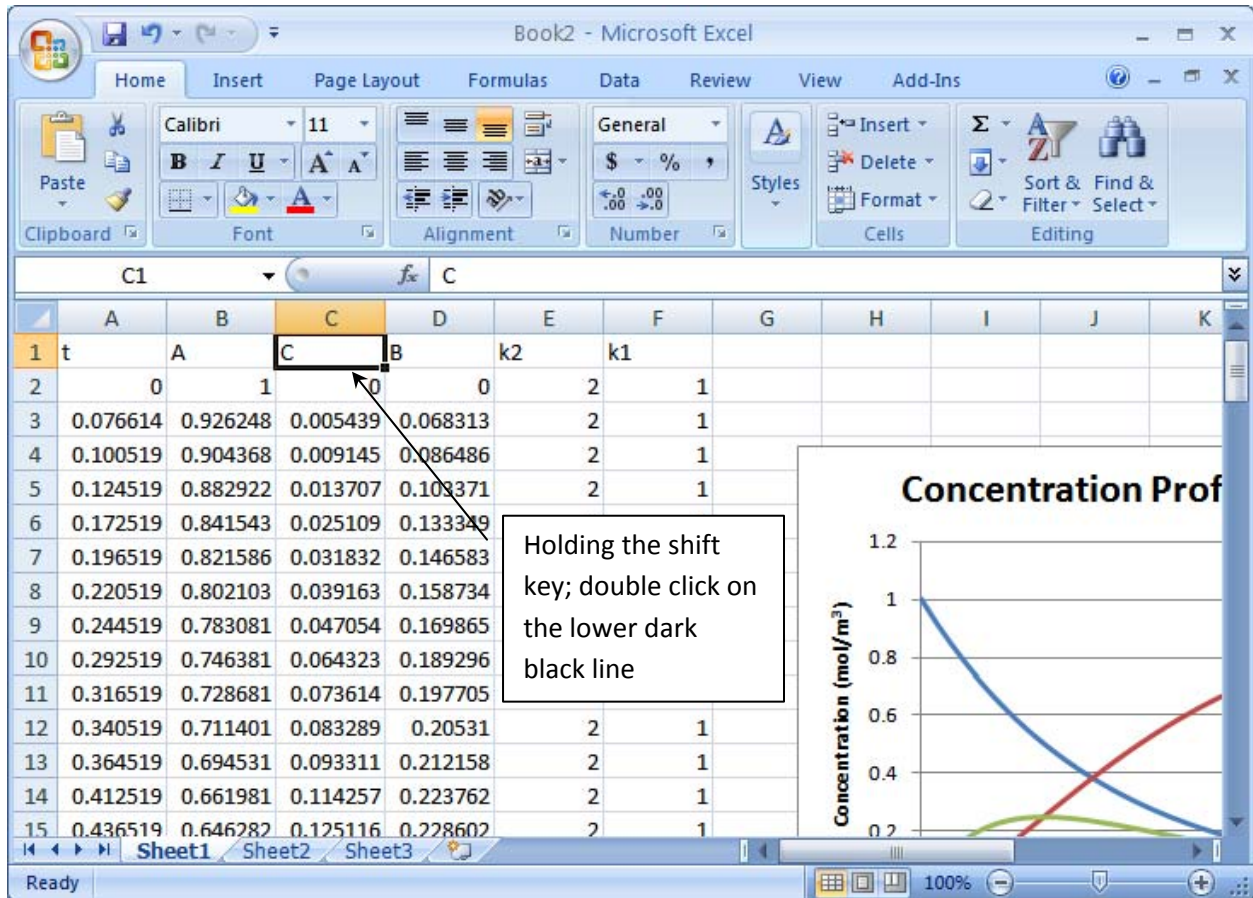 Book2 - Microsoft Excel
Home Insert Page Layout Formulas Data Review View Add-Ins
Paste
Clipboard
Calibri 11
B I U A A
A
Font
Alignment
General
$ % ,
.0 .00
.00 .0
Number
A
Styles
Insert
Delete
Format
Cells
Σ
Sort & Filter
Find & Select
Editing
C1 fx C
A B C D E F G H I J K
1 t A C B k2 k1
2 0 1 0 0 2 1
3 0.076614 0.926248 0.005439 0.068313 2 1
4 0.100519 0.904368 0.009145 0.086486 2 1
5 0.124519 0.882922 0.013707 0.103371 2 1
6 0.172519 0.841543 0.025109 0.133349
7 0.196519 0.821586 0.031832 0.146583
8 0.220519 0.802103 0.039163 0.158734
9 0.244519 0.783081 0.047054 0.169865
10 0.292519 0.746381 0.064323 0.189296
11 0.316519 0.728681 0.073614 0.197705
12 0.340519 0.711401 0.083289 0.20531 2 1
13 0.364519 0.694531 0.093311 0.212158 2 1
14 0.412519 0.661981 0.114257 0.223762 2 1
15 0.436519 0.646282 0.125116 0.228602 2 1
Holding the shift
key; double click on
the lower dark
black line
Concentration Prof
Concentration (mol/m³)
1.2
1
0.8
0.6
0.4
0.2
Sheet1 Sheet2 Sheet3
Ready 100%